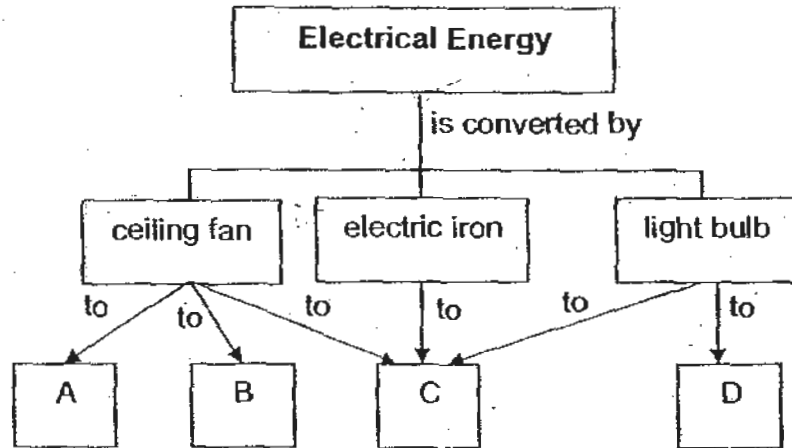 Electrical Energy
is converted by
ceiling fan
electric iron
light bulb
to
to
to
to
to
to
A
B
C
D